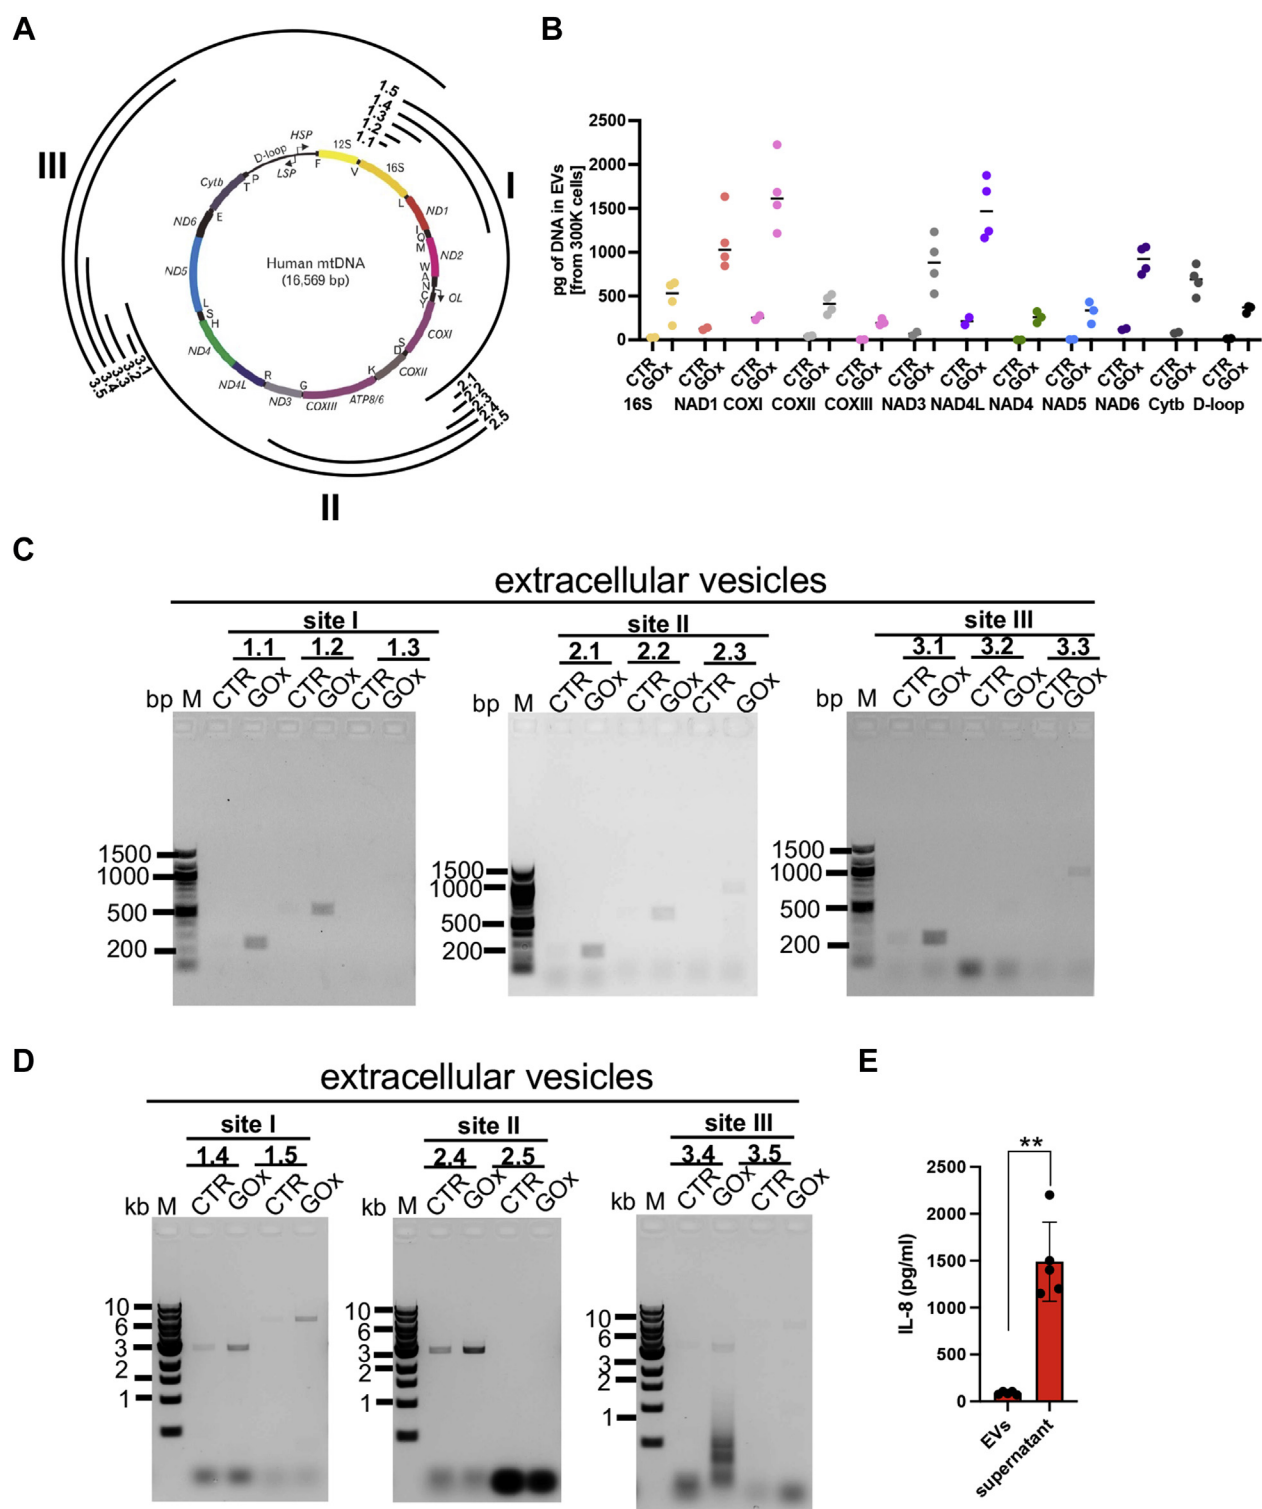 A
III
1.5
1.4
1.3
1.2
1.1
I
HSP
D-loop
LSP
12S
F
V
16S
L
ND1
I
Q
M
ND2
W
A
N
C
Y
OL
COXI
S
D
COXII
K
ATP8/6
COXIII
G
ND3
R
ND4L
ND4
H
S
L
ND5
ND6
E
Cytb
T
P
Human mtDNA
(16,569 bp)
3.1
3.2
3.3
3.4
3.5
2.1
2.2
2.3
2.4
2.5
II
B
pg of DNA in EVs
[from 300K cells]
2500
2000
1500
1000
500
0
CTR GOx CTR GOx CTR GOx CTR GOx CTR GOx CTR GOx CTR GOx CTR GOx CTR GOx CTR GOx CTR GOx CTR GOx
16S NAD1 COXI COXII COXIII NAD3 NAD4L NAD4 NAD5 NAD6 Cytb D-loop
C
extracellular vesicles
site I
1.1 1.2 1.3
bp M CTR GOx CTR GOx CTR GOx
1500
1000
500
200
site II
2.1 2.2 2.3
bp M CTR GOx CTR GOx CTR GOx
1500
1000
500
200
site III
3.1 3.2 3.3
bp M CTR GOx CTR GOx CTR GOx
1500
1000
500
200
D
extracellular vesicles
site I
1.4 1.5
kb M CTR GOx CTR GOx
10
6
3
2
1
site II
2.4 2.5
kb M CTR GOx CTR GOx
10
6
3
2
1
site III
3.4 3.5
kb M CTR GOx CTR GOx
10
6
3
2
1
E
**
IL-8 (pg/ml)
2500
2000
1500
1000
500
0
EVs
supernatant